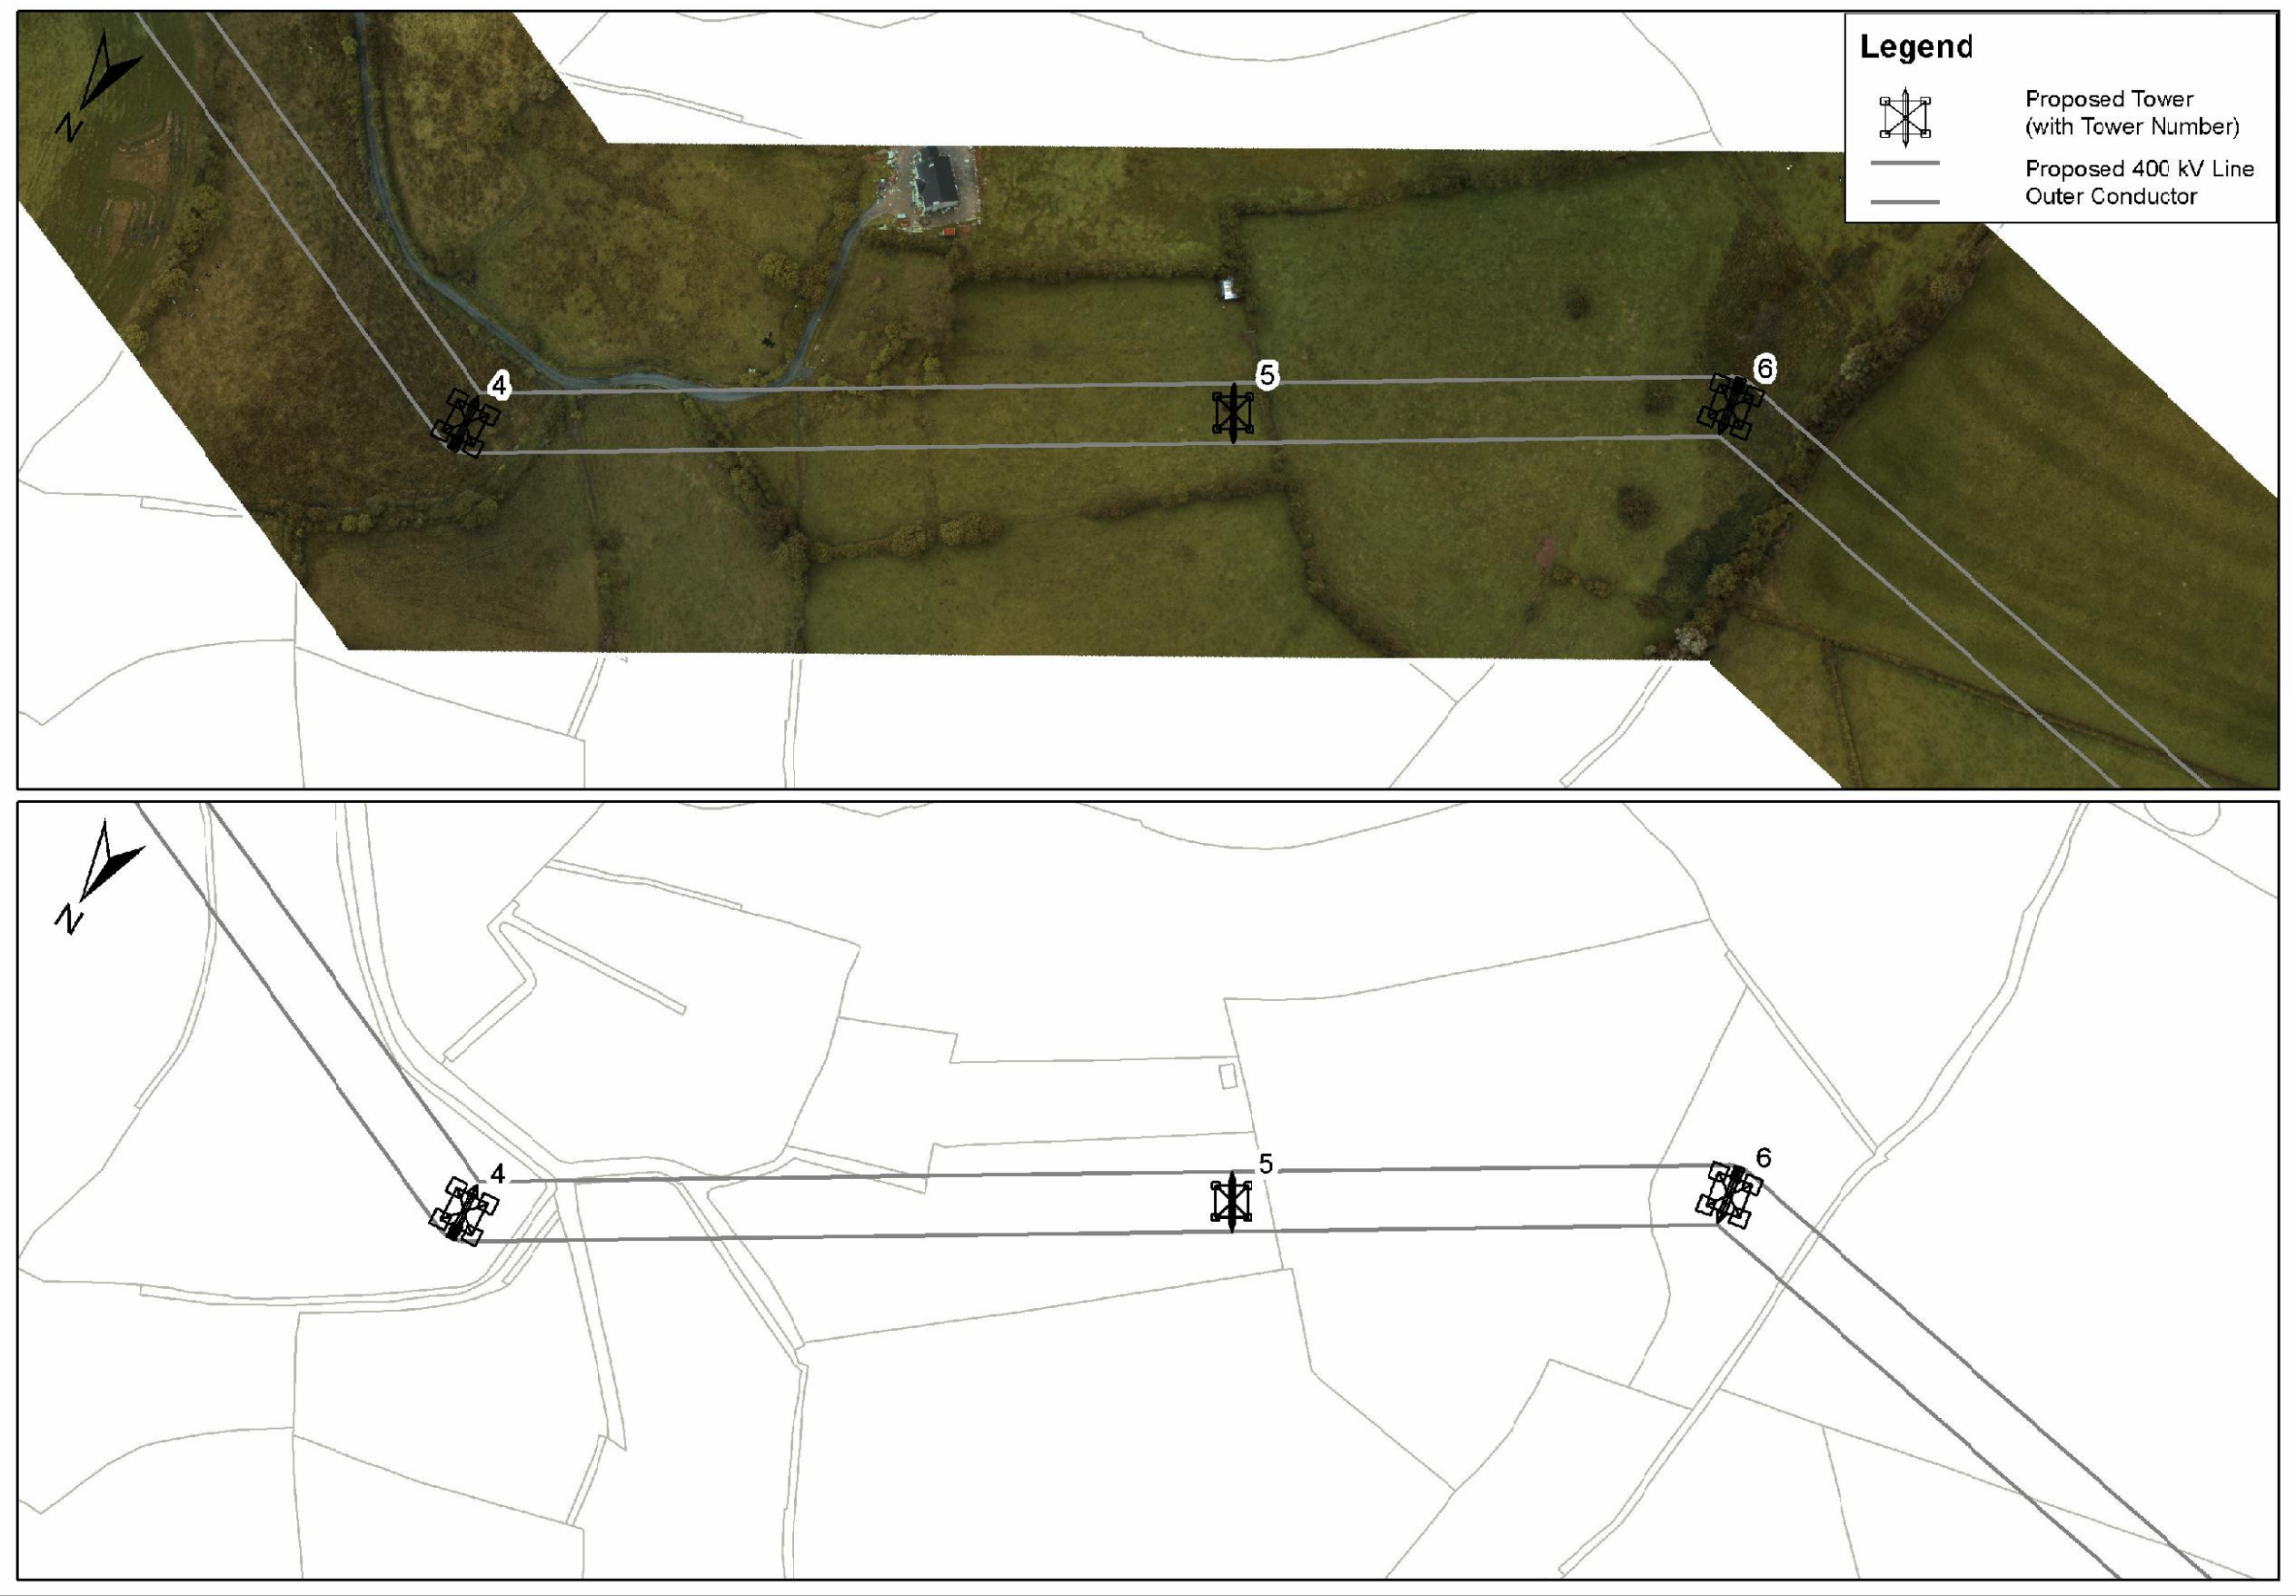 N
Legend
Proposed Tower
(with Tower Number)
Proposed 400 kV Line
Outer Conductor
4
5
6
N
4
5
6